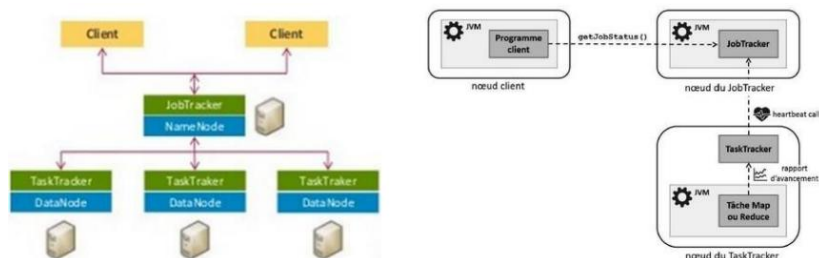 Client
Client
JobTracker
NameNode
TaskTracker
TaskTraker
TaskTraker
DataNode
DataNode
DataNode
JVM
Programme
client
getJobStatus()
JVM
JobTracker
nœud client
nœud du JobTracker
heartbeat call
TaskTracker
rapport
d'avancement
JVM
Tâche Map
ou Reduce
nœud du TaskTracker